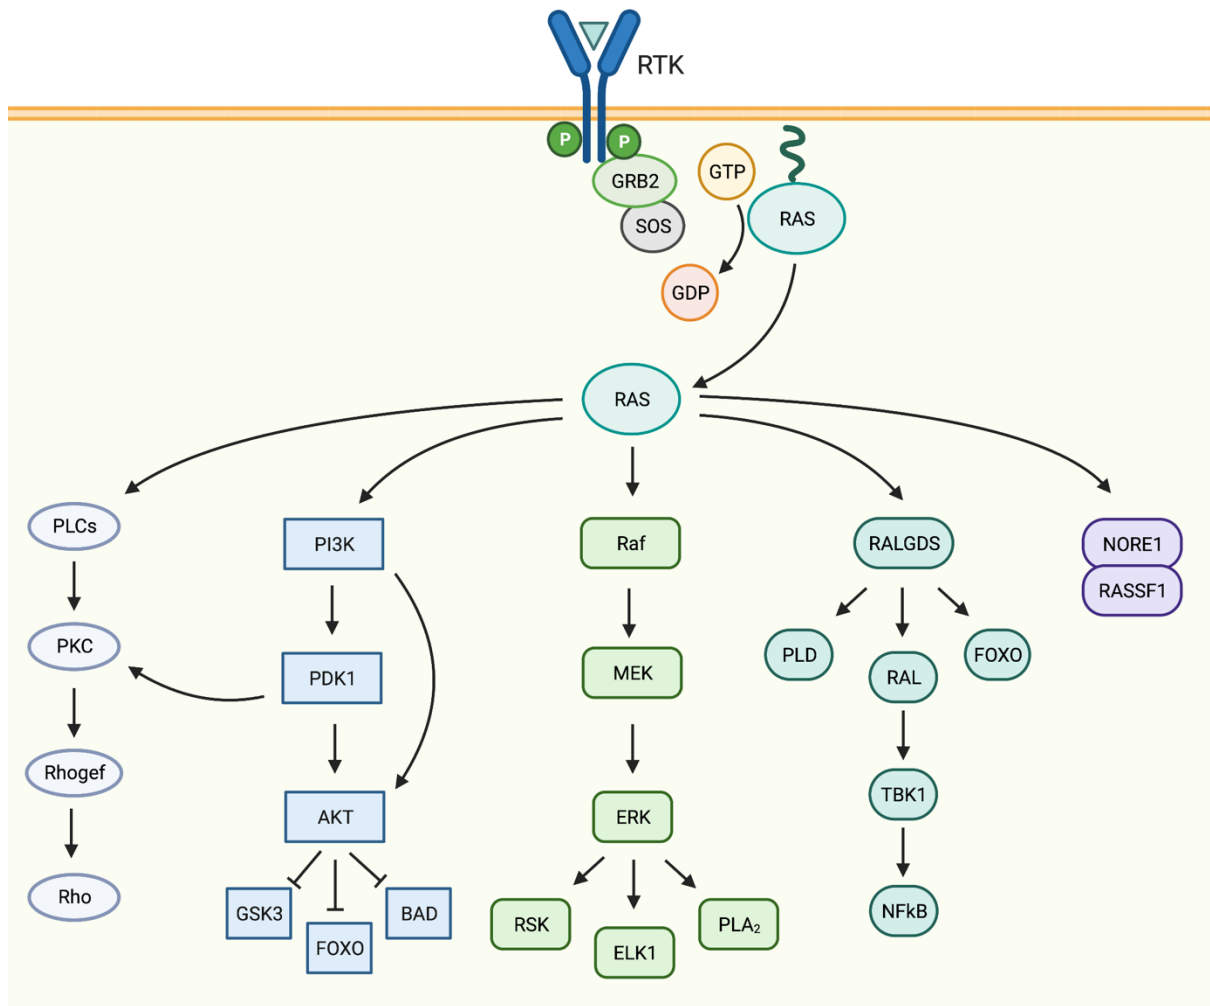 RTK
P
P
GRB2
GTP
SOS
RAS
GDP
RAS
PLCs
PI3K
Raf
RALGDS
NORE1
RASSF1
PKC
PDK1
MEK
PLD
RAL
FOXO
Rhogef
AKT
ERK
TBK1
Rho
GSK3
FOXO
BAD
RSK
ELK1
PLA₂
NFkB